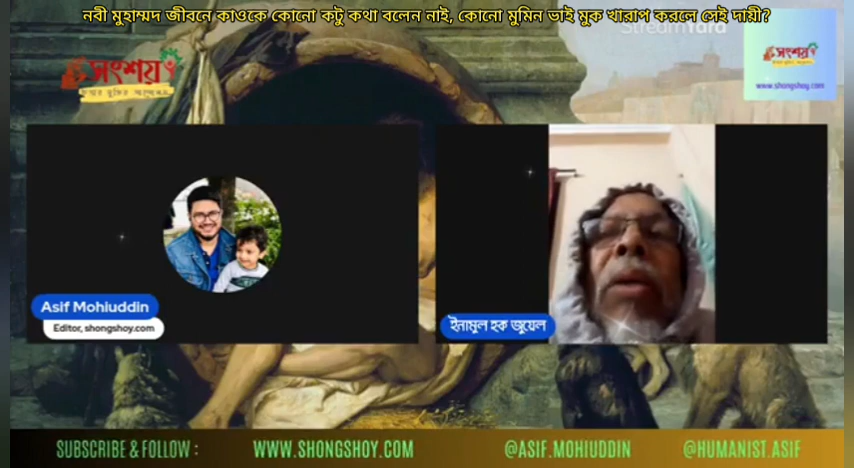 নবী মুহাম্মদ জীবনে কাওকে কোনো কটু কথা বলেন নাই, কোনো মুমিন ভাই মুক খারাপ করলে সেই দায়ী?
StreamYard
সংশয়
সংশয়
www.shongshoy.com
Asif Mohiuddin
Editor, shongshoy.com
ইনামুল হক জুয়েল
SUBSCRIBE & FOLLOW : WWW.SHONGSHOY.COM @ASIF.MOHIUDDIN @HUMANIST.ASIF